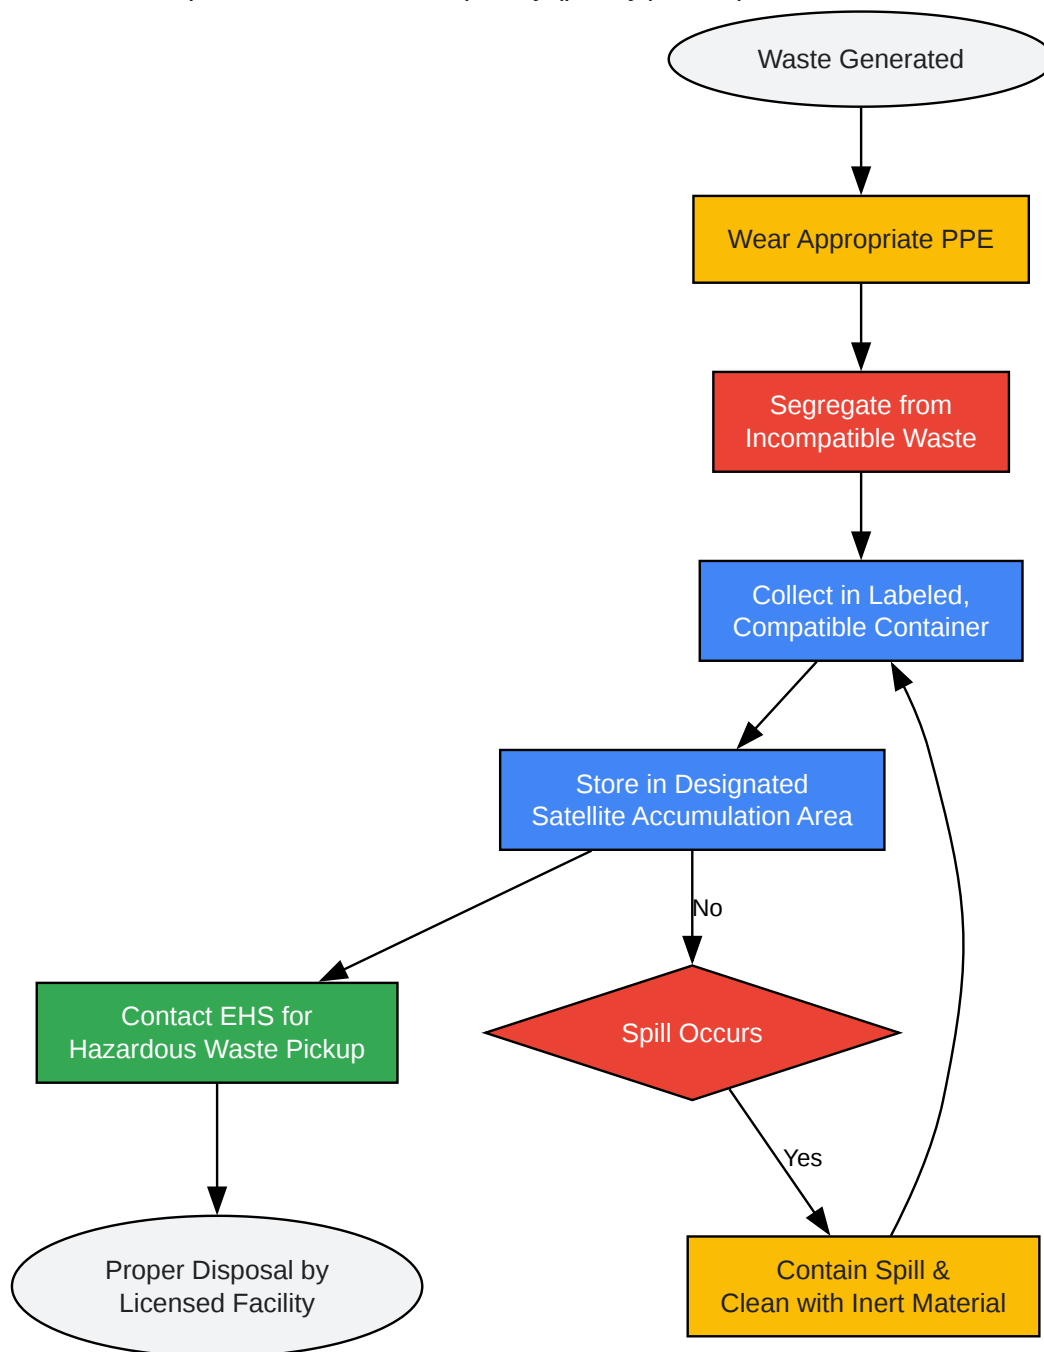 Waste Generated
Wear Appropriate PPE
Segregate from
Incompatible Waste
Collect in Labeled,
Compatible Container
Store in Designated
Satellite Accumulation Area
No
Contact EHS for
Hazardous Waste Pickup
Spill Occurs
Yes
Proper Disposal by
Licensed Facility
Contain Spill &
Clean with Inert Material